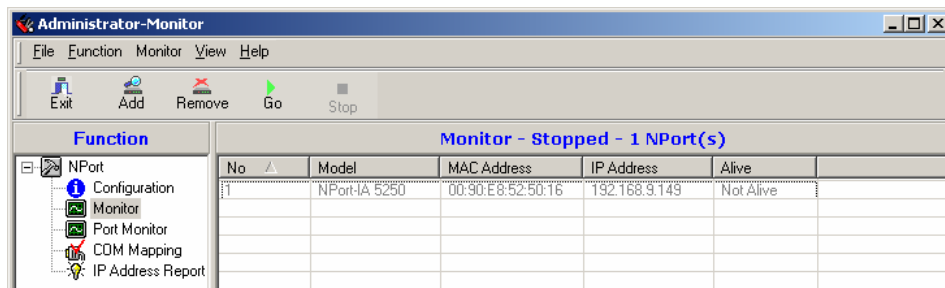 Administrator-Monitor
File Function Monitor View Help
Exit Add Remove Go Stop
Function
Monitor - Stopped - 1 NPort(s)
NPort
Configuration
Monitor
Port Monitor
COM Mapping
IP Address Report
No Model MAC Address IP Address Alive
1 NPort-IA 5250 00:90:E8:52:50:16 192.168.9.149 Not Alive